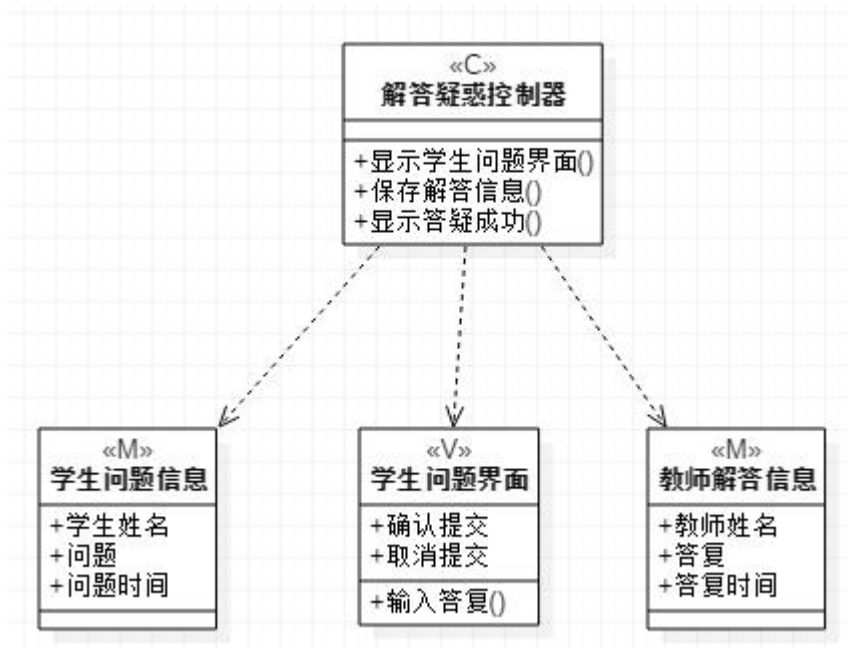 «C»
解答疑惑控制器
+显示学生问题界面()
+保存解答信息()
+显示答疑成功()
«M»
学生问题信息
+学生姓名
+问题
+问题时间
«V»
学生问题界面
+确认提交
+取消提交
+输入答复()
«M»
教师解答信息
+教师姓名
+答复
+答复时间